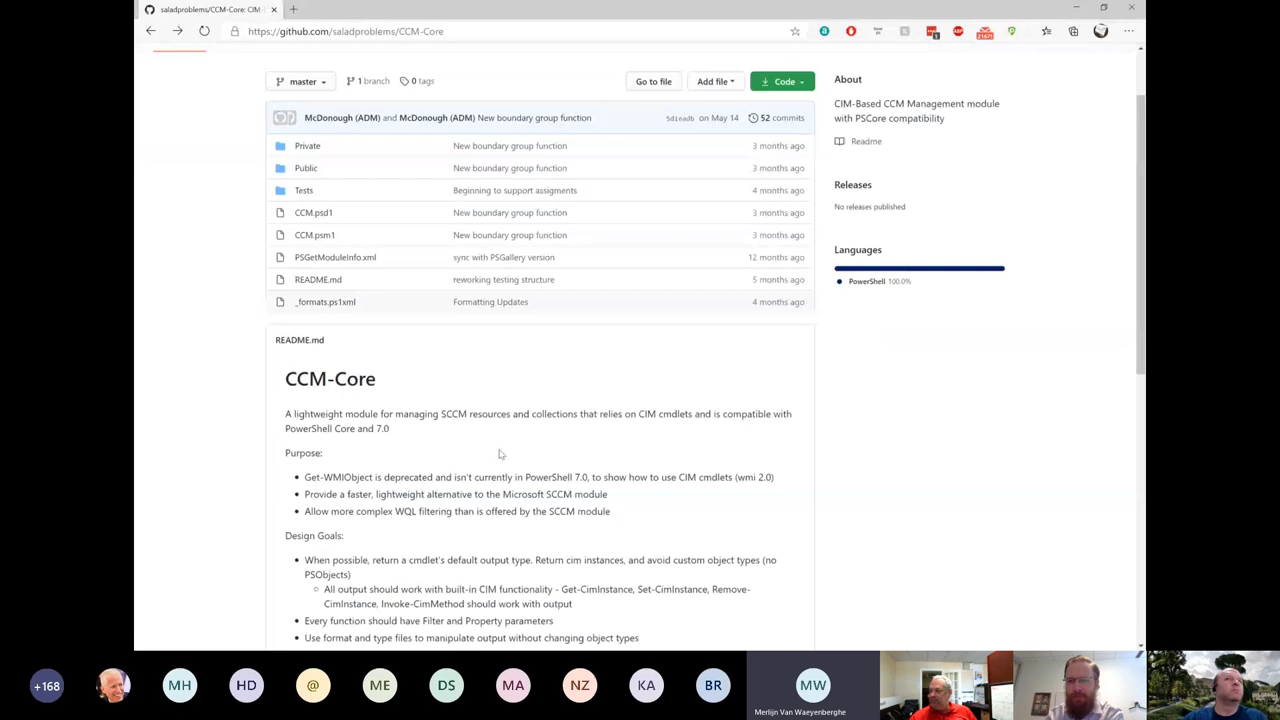 saladproblems/CCM-Core: CIM-
https://github.com/saladproblems/CCM-Core
master
1 branch
0 tags
Go to file
Add file
Code
McDonough (ADM) and McDonough (ADM) New boundary group function
5dieadb on May 14
52 commits
Private New boundary group function 3 months ago
Public New boundary group function 3 months ago
Tests Beginning to support assigments 4 months ago
CCM.psd1 New boundary group function 3 months ago
CCM.psm1 New boundary group function 3 months ago
PSGetModuleInfo.xml sync with PSGallery version 12 months ago
README.md reworking testing structure 5 months ago
_formats.ps1xml Formatting Updates 4 months ago
About
CIM-Based CCM Management module
with PSCore compatibility
Readme
Releases
No releases published
Languages
PowerShell 100.0%
README.md
CCM-Core
A lightweight module for managing SCCM resources and collections that relies on CIM cmdlets and is compatible with
PowerShell Core and 7.0
Purpose:
Get-WMIObject is deprecated and isn't currently in PowerShell 7.0, to show how to use CIM cmdlets (wmi 2.0)
Provide a faster, lightweight alternative to the Microsoft SCCM module
Allow more complex WQL filtering than is offered by the SCCM module
Design Goals:
When possible, return a cmdlet's default output type. Return cim instances, and avoid custom object types (no
PSObjects)
All output should work with built-in CIM functionality - Get-CimInstance, Set-CimInstance, Remove-
CimInstance, Invoke-CimMethod should work with output
Every function should have Filter and Property parameters
Use format and type files to manipulate output without changing object types
+168
MH
HD
@
ME
DS
MA
NZ
KA
BR
MW
Merlijn Van Waeyenberghe